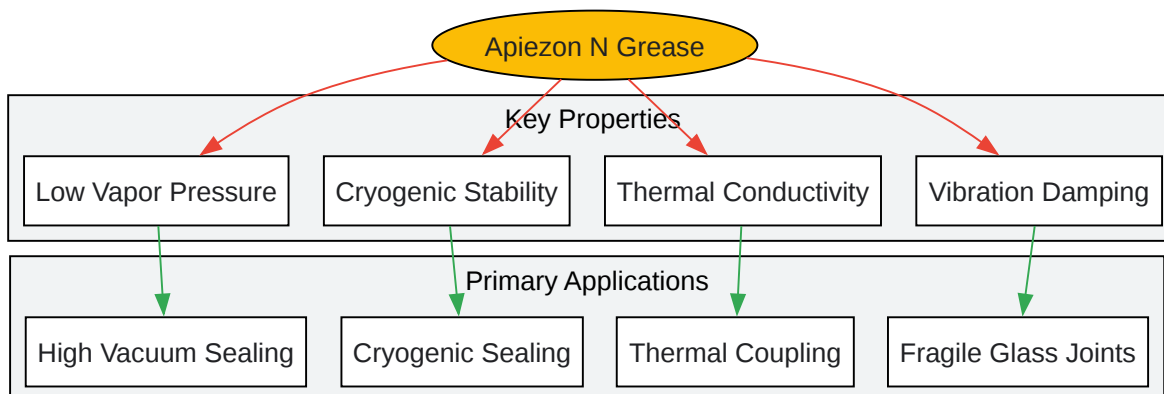 Apiezon N Grease
Key Properties
Low Vapor Pressure
Cryogenic Stability
Thermal Conductivity
Vibration Damping
Primary Applications
High Vacuum Sealing
Cryogenic Sealing
Thermal Coupling
Fragile Glass Joints